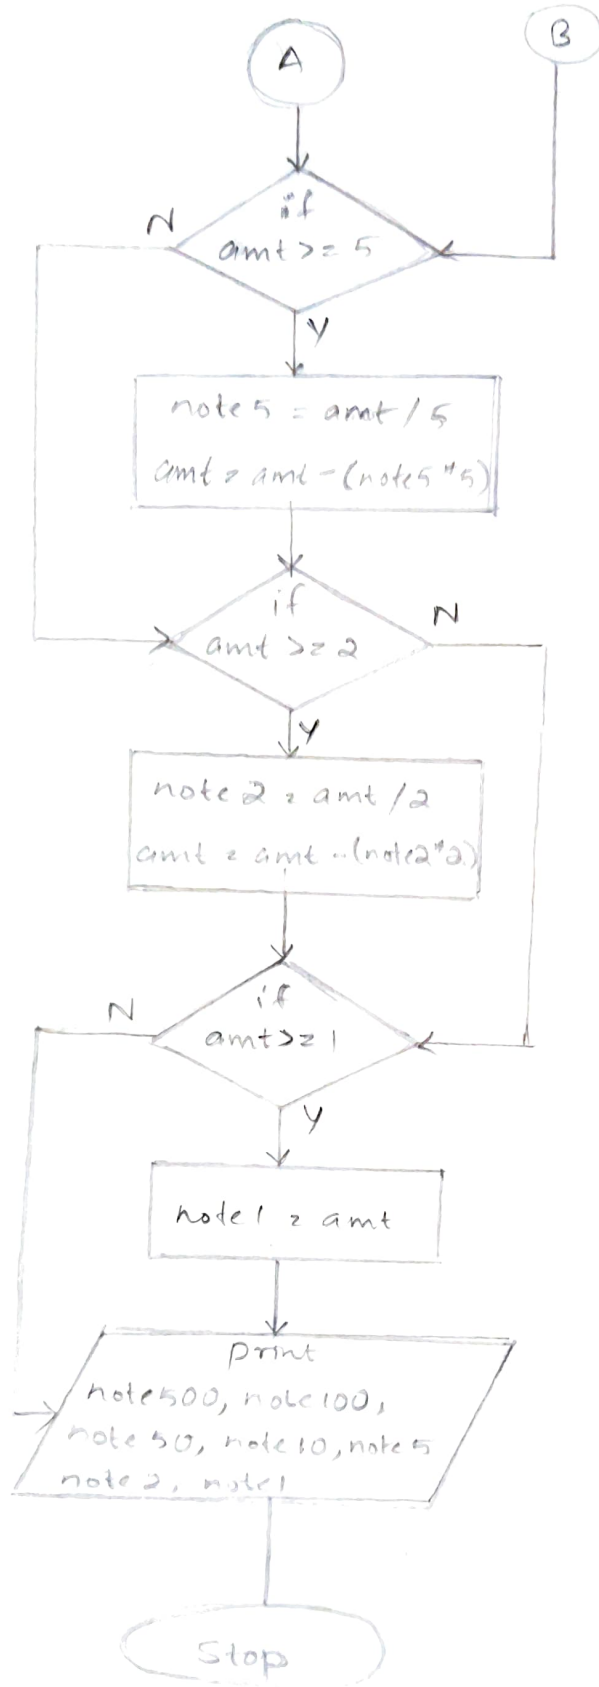 A
B
if
N
amt >= 5
Y
note5 = amt / 5
amt = amt - (note5*5)
if
N
amt >= 2
Y
note2 = amt / 2
amt = amt - (note2*2)
if
N
amt >= 1
Y
note1 = amt
print
note500, note100,
note50, note10, note5
note2, note1
Stop